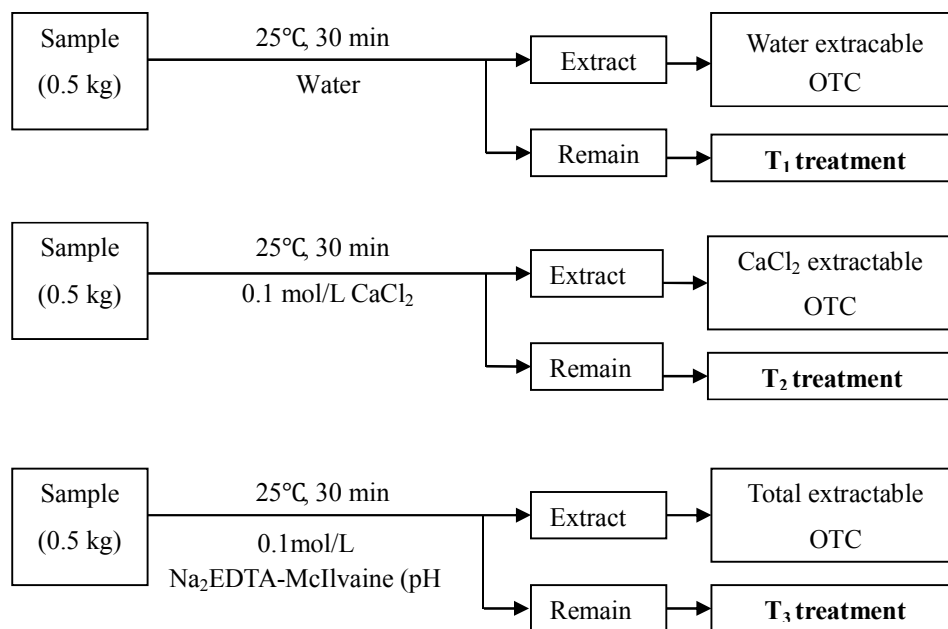 Sample
(0.5 kg)
25℃, 30 min
Water
Extract
Water extracable
OTC
Remain
T₁ treatment
Sample
(0.5 kg)
25℃, 30 min
0.1 mol/L CaCl₂
Extract
CaCl₂ extractable
OTC
Remain
T₂ treatment
Sample
(0.5 kg)
25℃, 30 min
0.1mol/L
Na₂EDTA-McIlvaine (pH
Extract
Total extractable
OTC
Remain
T₃ treatment